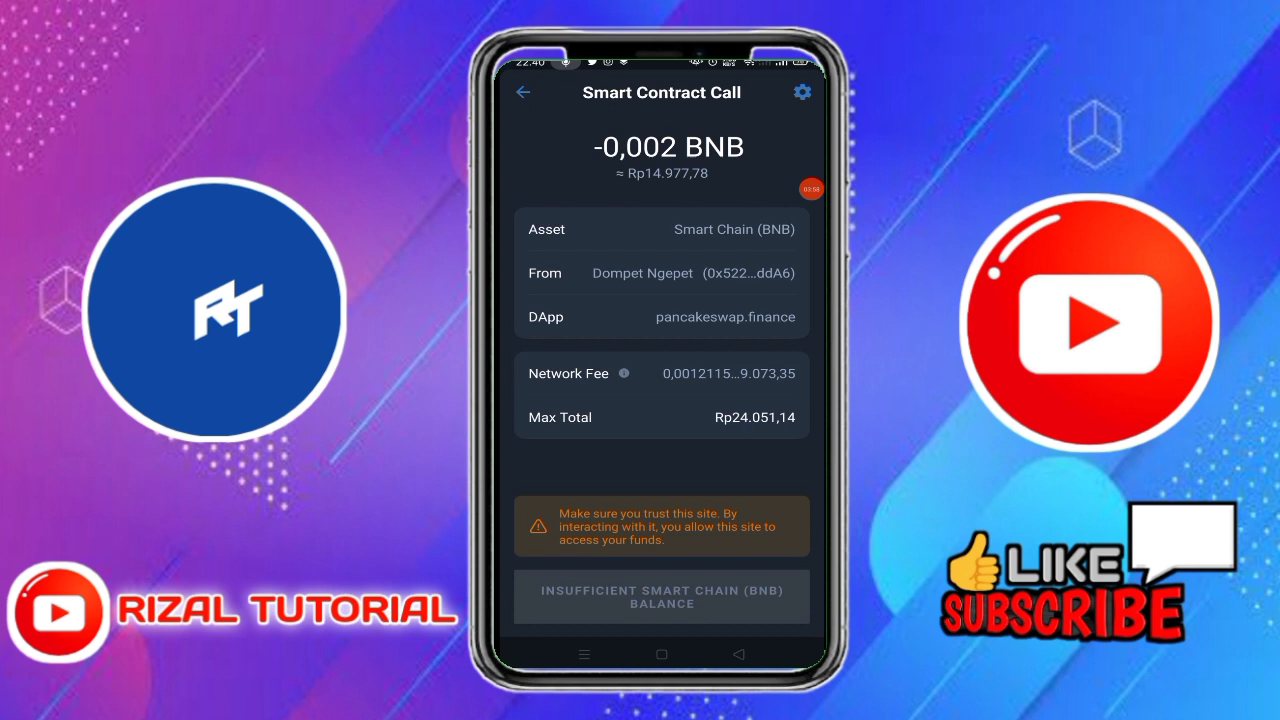 22.40
Smart Contract Call
-0,002 BNB
≈ Rp14.977,78
03:58
Asset Smart Chain (BNB)
From Dompet Ngepet (0x522...ddA6)
DApp pancakeswap.finance
Network Fee 0,0012115...9.073,35
Max Total Rp24.051,14
Make sure you trust this site. By
interacting with it, you allow this site to
access your funds.
INSUFFICIENT SMART CHAIN (BNB)
BALANCE
RT
RIZAL TUTORIAL
LIKE
SUBSCRIBE